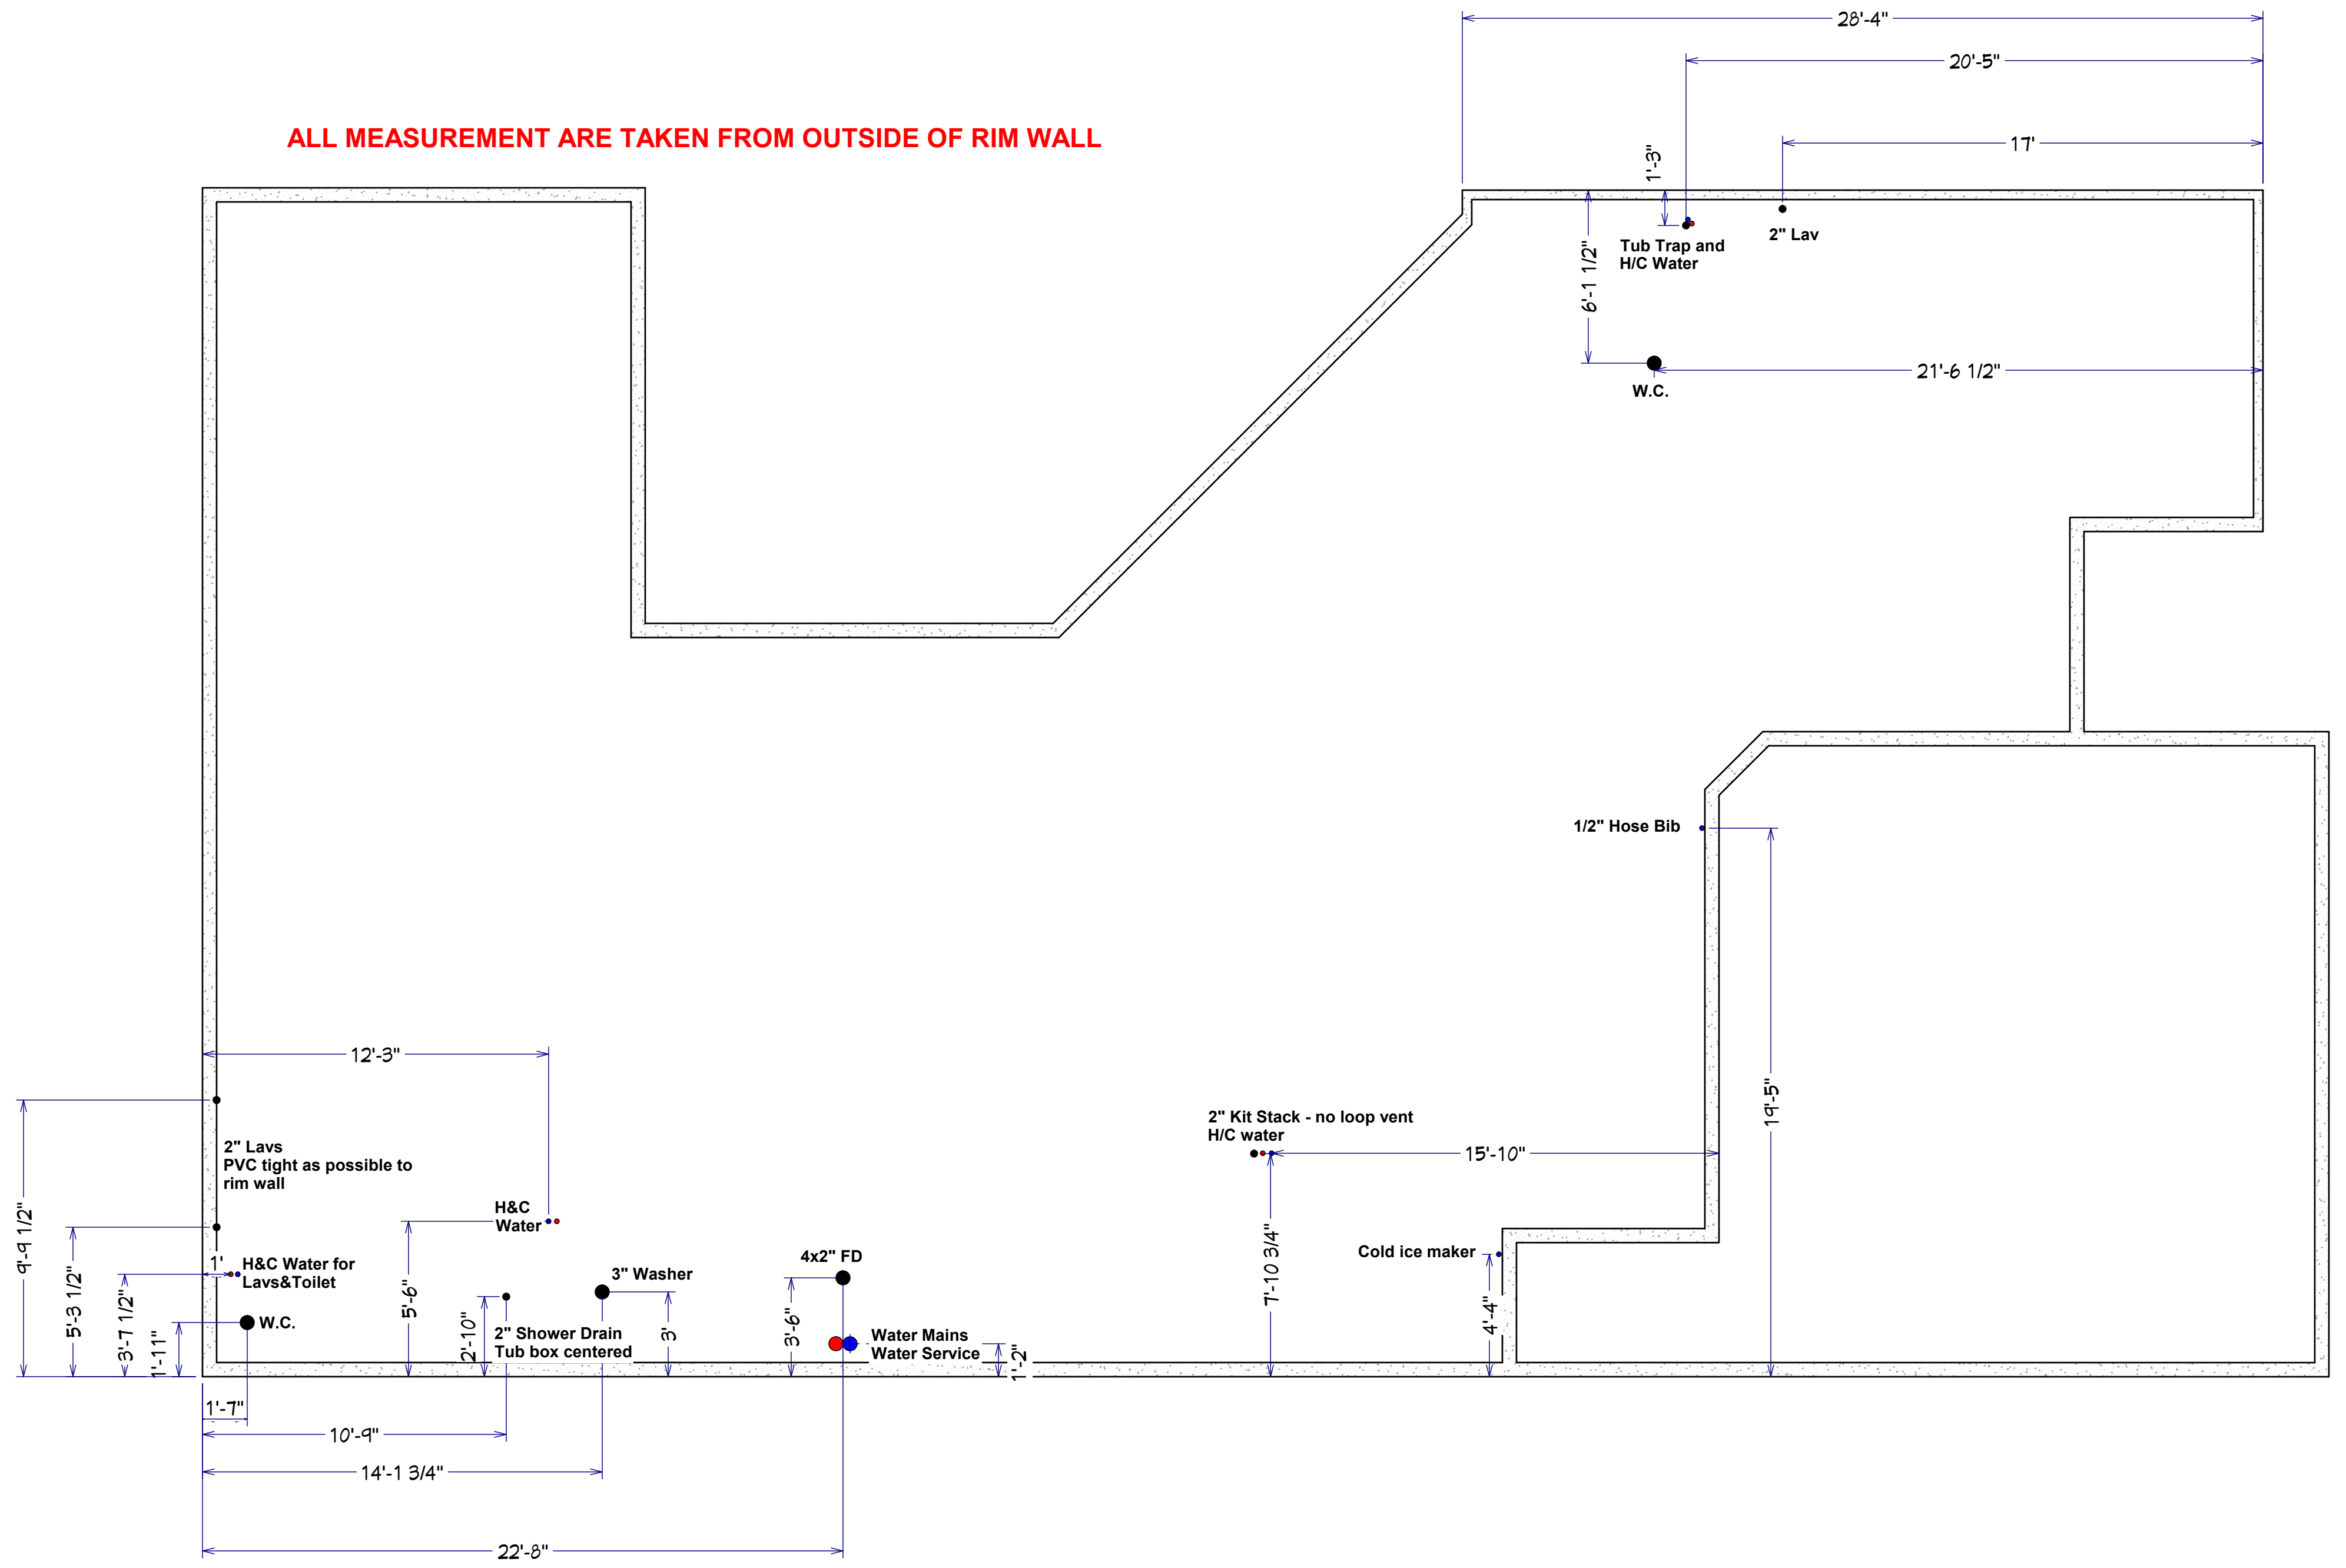 28'-4"
20'-5"
ALL MEASUREMENT ARE TAKEN FROM OUTSIDE OF RIM WALL
17'
1'-3"
2" Lav
Tub Trap and
H/C Water
6'-1 1/2"
21'-6 1/2"
W.C.
1/2" Hose Bib
12'-3"
19'-5"
2" Kit Stack - no loop vent
H/C water
15'-10"
2" Lavs
PVC tight as possible to
rim wall
9'-9 1/2"
H&C
Water
1'
H&C Water for
Lavs&Toilet
4x2" FD
Cold ice maker
3" Washer
7'-10 3/4"
5'-3 1/2"
3'-7 1/2"
1'-11"
W.C.
5'-6"
2'-10"
2" Shower Drain
Tub box centered
3'
3'-6"
Water Mains
Water Service
1'-2"
4'-4"
1'-7"
10'-9"
14'-1 3/4"
22'-8"